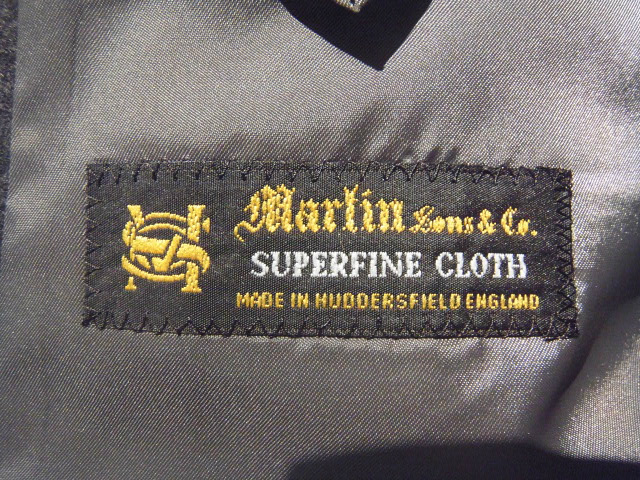 Martin Sons & Co.
SUPERFINE CLOTH
MADE IN HUDDERSFIELD ENGLAND